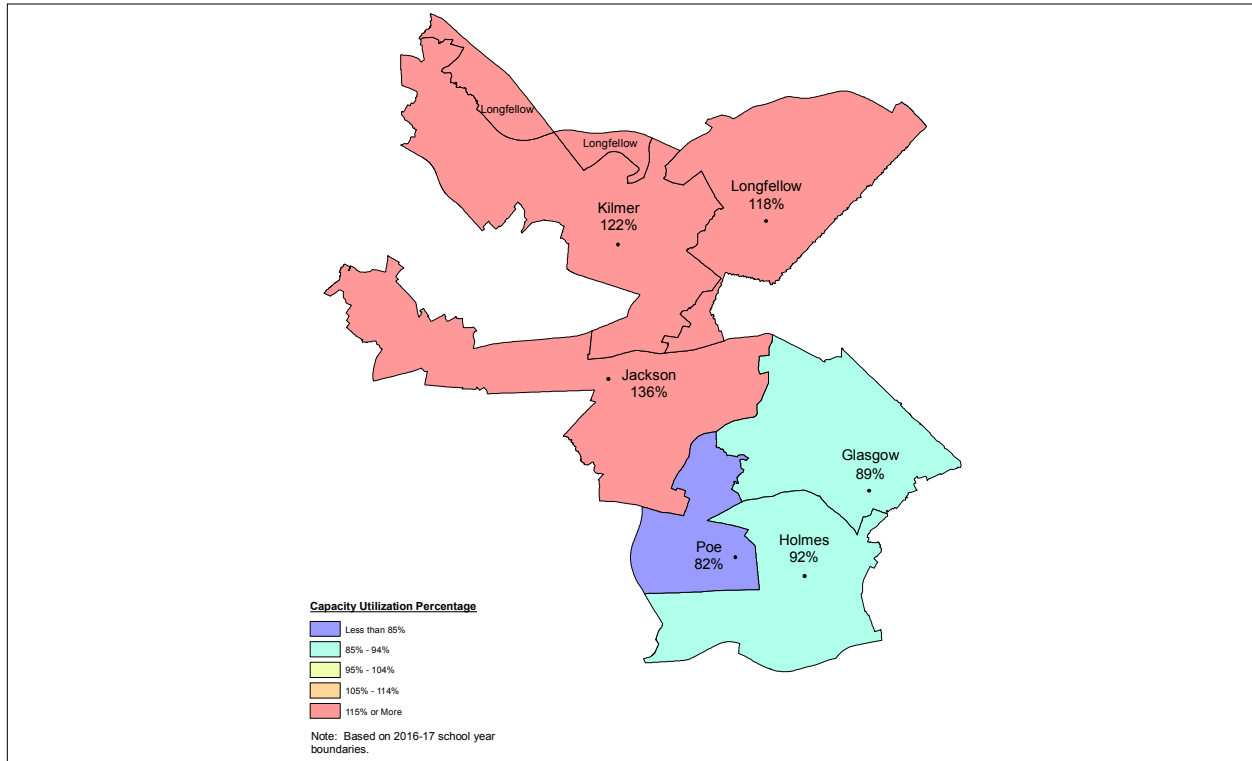 Longfellow
Longfellow
Longfellow
118%
Kilmer
122%
Jackson
136%
Glasgow
89%
Poe
82%
Holmes
92%
Capacity Utilization Percentage
Less than 85%
85% - 94%
95% - 104%
105% - 114%
115% or More
Note:  Based on 2016-17 school year
boundaries.